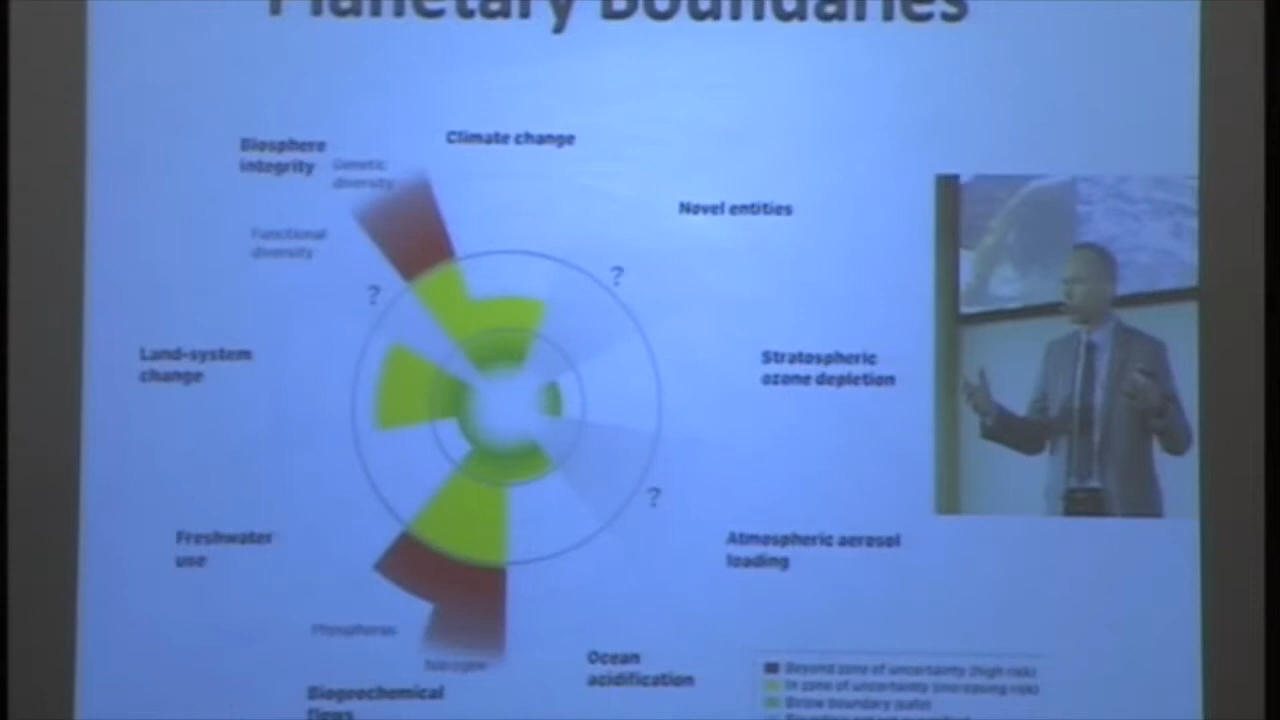 Planetary Boundaries
Climate change
Biosphere
integrity
Genetic
diversity
Novel entities
Functional
diversity
?
?
Land-system
change
Stratospheric
ozone depletion
?
Freshwater
use
Atmospheric aerosol
loading
Phosphorus
Nitrogen
Ocean
acidification
Biogeochemical
flows
Beyond zone of uncertainty (high risk)
In zone of uncertainty (increasing risk)
Below boundary (safe)